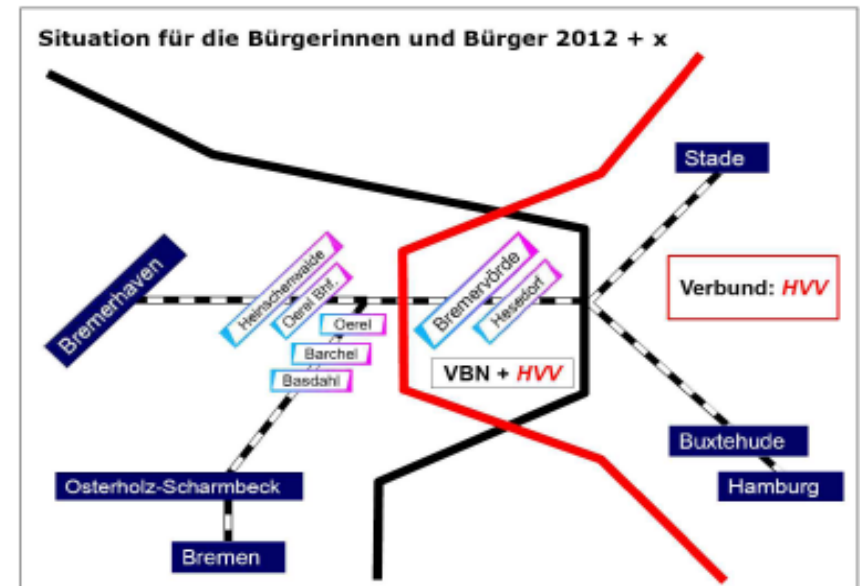 Situation für die Bürgerinnen und Bürger 2012 + x
Stade
Bremerhaven
Heinschenwalde
Oerel Bhf.
Oerel
Barchel
Basdahl
Bremervörde
Hesedorf
Verbund: HVV
VBN + HVV
Buxtehude
Hamburg
Osterholz-Scharmbeck
Bremen